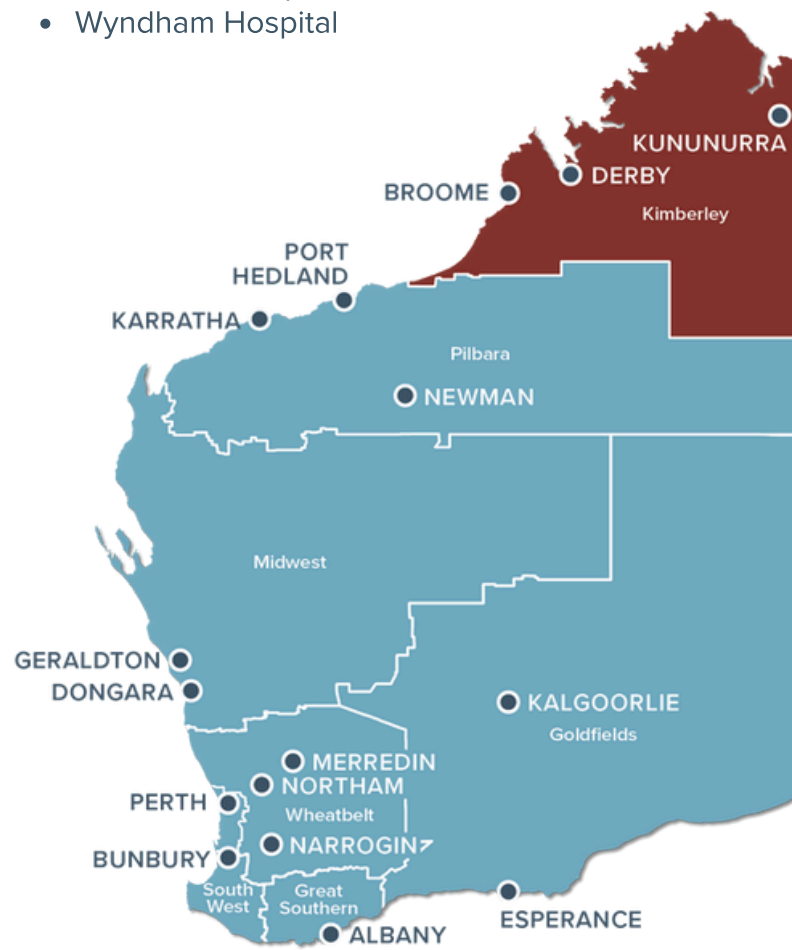 • Wyndham Hospital
KUNUNURRA
DERBY
BROOME
Kimberley
PORT
HEDLAND
KARRATHA
Pilbara
NEWMAN
Midwest
GERALDTON
DONGARA
KALGOORLIE
Goldfields
MERREDIN
NORTHAM
PERTH
Wheatbelt
NARROGIN
BUNBURY
South
West
Great
Southern
ESPERANCE
ALBANY